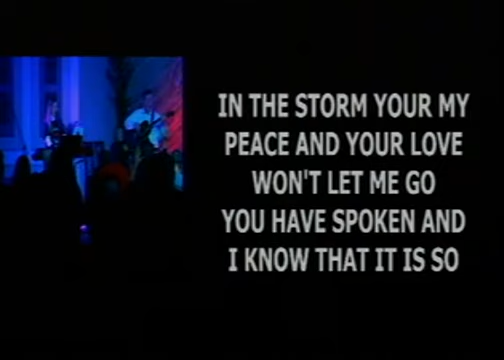 IN THE STORM YOUR MY
PEACE AND YOUR LOVE
WON'T LET ME GO
YOU HAVE SPOKEN AND
I KNOW THAT IT IS SO